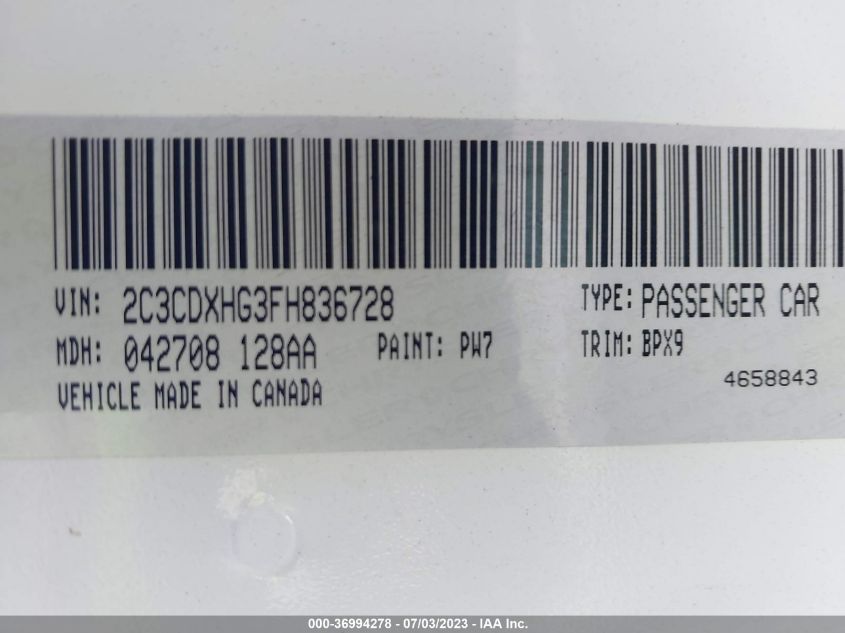 VIN: 2C3CDXHG3FH836728 TYPE: PASSENGER CAR
MDH: 042708 128AA PAINT: PW7 TRIM: BPX9
4658843
VEHICLE MADE IN CANADA
000-36994278 - 07/03/2023 - IAA Inc.